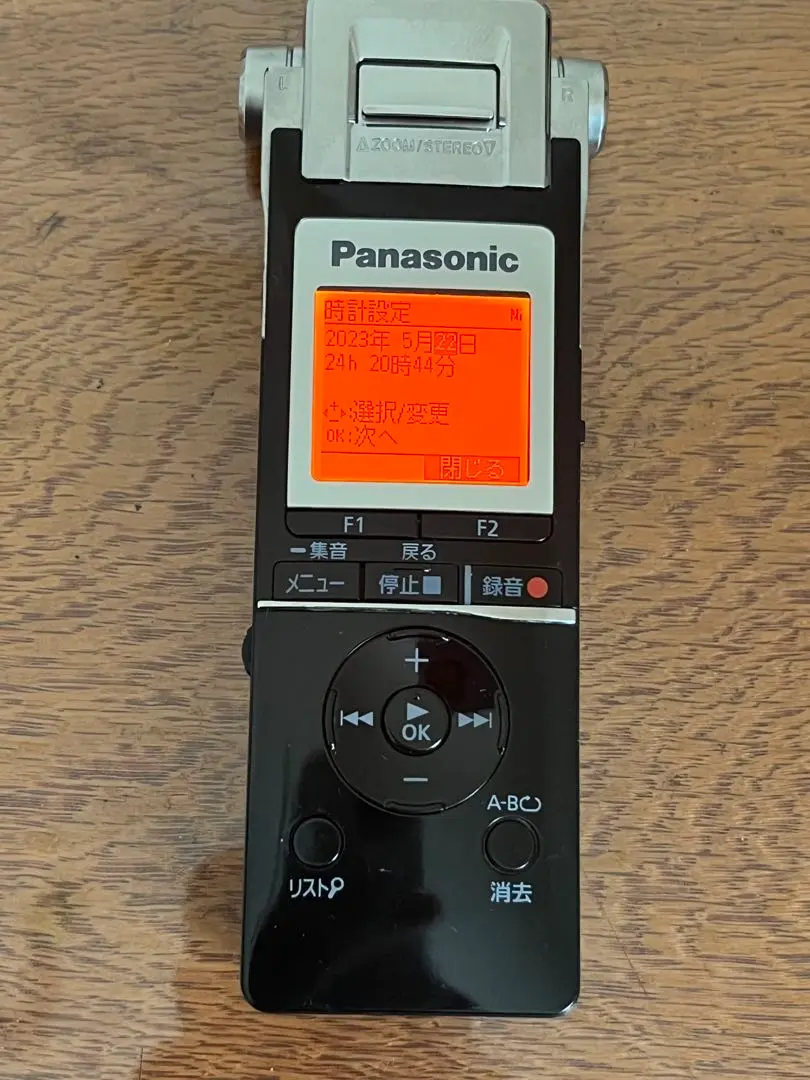 L
R
△ZOOM/STEREO▽
Panasonic
時計設定 Ni
2023年 5月22日
24h 20時44分
:選択/変更
OK:次へ
閉じる
F1 F2
集音 戻る
メニュー 停止■ 録音●
+
⏮ ▶ ⏭
OK
−
A-B
リスト 消去